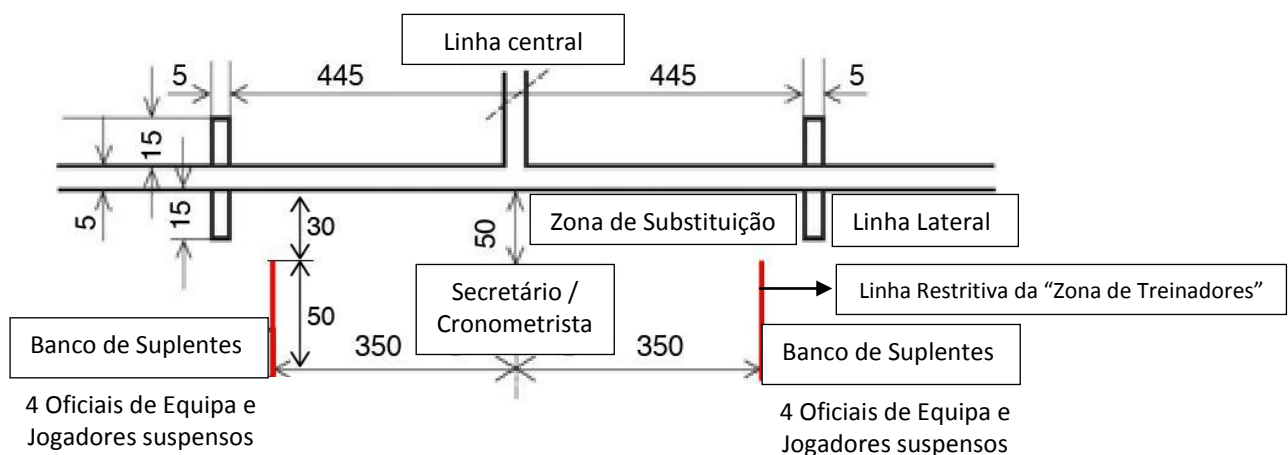 Linha central
5
445
445
5
15
5
15
30
50
Zona de Substituição
Linha Lateral
50
Secretário /
Cronometrista
Linha Restritiva da “Zona de Treinadores”
Banco de Suplentes
350
350
Banco de Suplentes
4 Oficiais de Equipa e
Jogadores suspensos
4 Oficiais de Equipa e
Jogadores suspensos